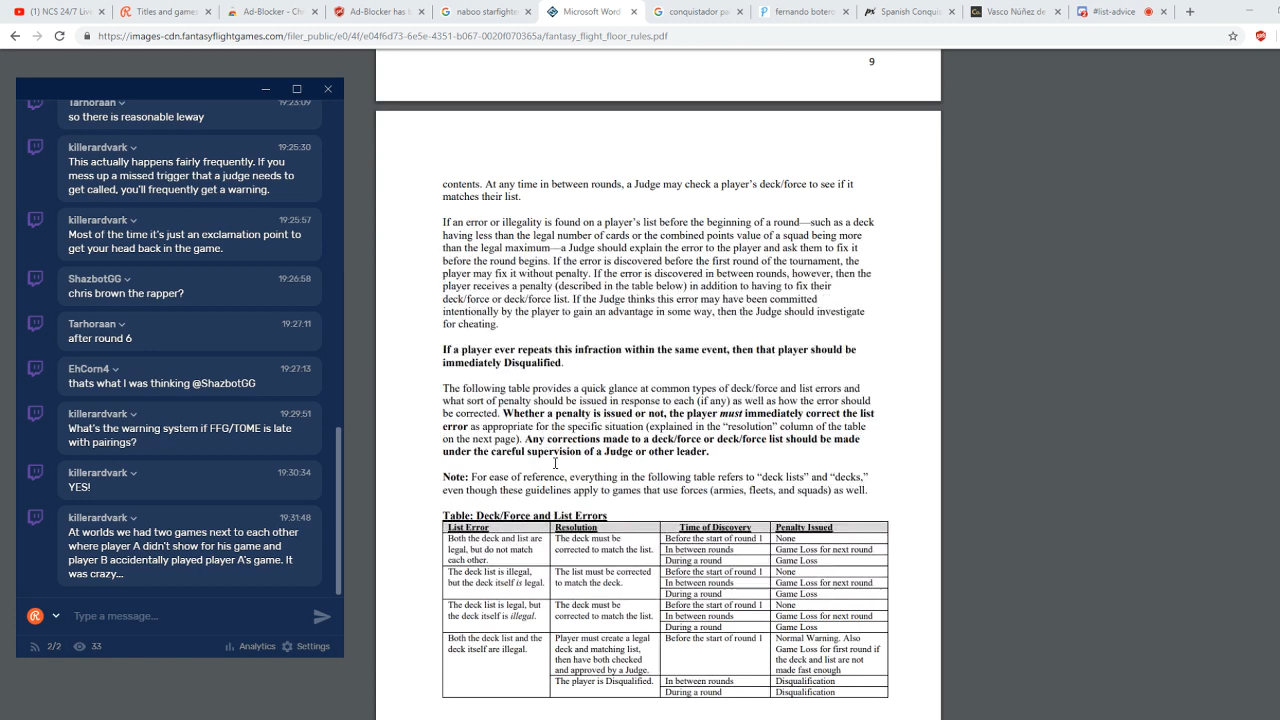 (1) NCS 24/7 Live
Titles and games
Ad-Blocker - Ch
Ad-Blocker has b
naboo starfighte
Microsoft Word
conquistador pa
fernando botero
Spanish Conqui
Vasco Núñez de
#list-advice
https://images-cdn.fantasyflightgames.com/filer_public/e0/4f/e04f6d73-6e5e-4351-b067-0020f070365a/fantasy_flight_floor_rules.pdf
Tarhoraan 19:23:09
so there is reasonable leway
killerardvark 19:25:30
This actually happens fairly frequently. If you
mess up a missed trigger that a judge needs to
get called, you'll frequently get a warning.
killerardvark 19:25:57
Most of the time it's just an exclamation point to
get your head back in the game.
ShazbotGG 19:26:58
chris brown the rapper?
Tarhoraan 19:27:11
after round 6
EhCorn4 19:27:13
thats what I was thinking @ShazbotGG
killerardvark 19:29:51
What's the warning system if FFG/TOME is late
with pairings?
killerardvark 19:30:34
YES!
killerardvark 19:31:48
At worlds we had two games next to each other
where player A didn't show for his game and
player B accidentally played player A's game. It
was crazy...
Type a message...
2/2 33 Analytics Settings
9
contents. At any time in between rounds, a Judge may check a player's deck/force to see if it
matches their list.
If an error or illegality is found on a player's list before the beginning of a round—such as a deck
having less than the legal number of cards or the combined points value of a squad being more
than the legal maximum—a Judge should explain the error to the player and ask them to fix it
before the round begins. If the error is discovered before the first round of the tournament, the
player may fix it without penalty. If the error is discovered in between rounds, however, then the
player receives a penalty (described in the table below) in addition to having to fix their
deck/force or deck/force list. If the Judge thinks this error may have been committed
intentionally by the player to gain an advantage in some way, then the Judge should investigate
for cheating.
If a player ever repeats this infraction within the same event, then that player should be
immediately Disqualified.
The following table provides a quick glance at common types of deck/force and list errors and
what sort of penalty should be issued in response to each (if any) as well as how the error should
be corrected. Whether a penalty is issued or not, the player must immediately correct the list
error as appropriate for the specific situation (explained in the "resolution" column of the table
on the next page). Any corrections made to a deck/force or deck/force list should be made
under the careful supervision of a Judge or other leader.
Note: For ease of reference, everything in the following table refers to "deck lists" and "decks,"
even though these guidelines apply to games that use forces (armies, fleets, and squads) as well.
Table: Deck/Force and List Errors
List Error Resolution Time of Discovery Penalty Issued
Both the deck and list are The deck must be Before the start of round 1 None
legal, but do not match corrected to match the list. In between rounds Game Loss for next round
each other. During a round Game Loss
The deck list is illegal, The list must be corrected Before the start of round 1 None
but the deck itself is legal. to match the deck. In between rounds Game Loss for next round
During a round Game Loss
The deck list is legal, but The deck must be Before the start of round 1 None
the deck itself is illegal. corrected to match the list. In between rounds Game Loss for next round
During a round Game Loss
Both the deck list and the Player must create a legal Before the start of round 1 Normal Warning. Also
deck itself are illegal. deck and matching list, Game Loss for first round if
then have both checked the deck and list are not
and approved by a Judge. made fast enough
The player is Disqualified. In between rounds Disqualification
During a round Disqualification